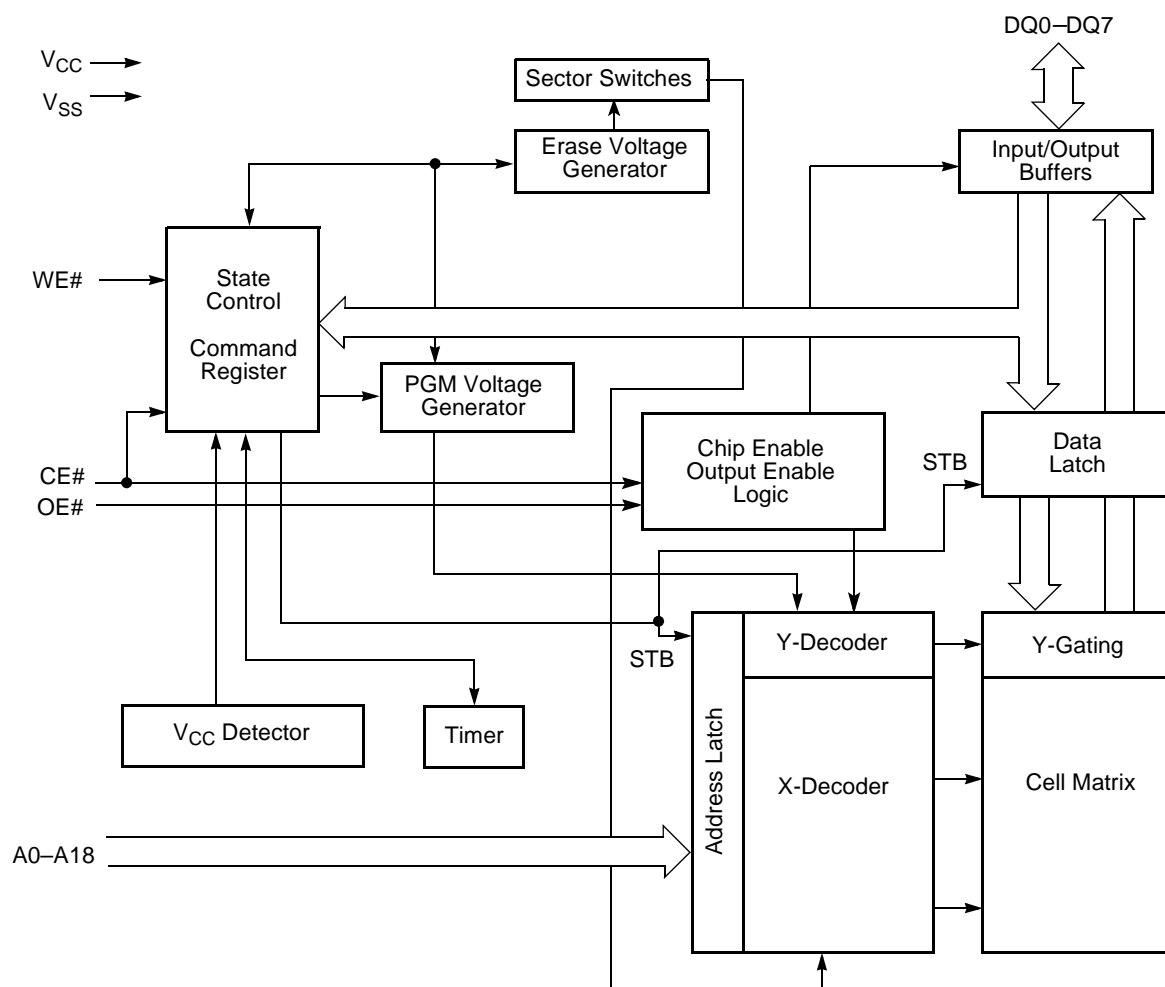 DQ0–DQ7
VCC
VSS
Sector Switches
Erase Voltage
Generator
Input/Output
Buffers
WE#
State
Control
Command
Register
PGM Voltage
Generator
Chip Enable
Output Enable
Logic
STB
Data
Latch
CE#
OE#
STB
Y-Decoder
Y-Gating
VCC Detector
Timer
Address Latch
X-Decoder
Cell Matrix
A0–A18